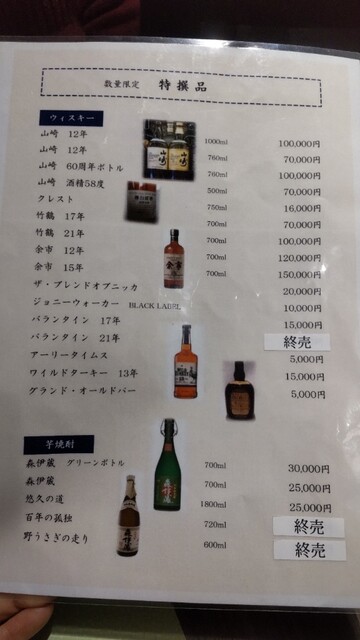 数量限定 特撰品
ウィスキー
山崎 12年 1000ml 100,000円
山崎 12年 760ml 70,000円
山崎 60周年ボトル 760ml 100,000円
山崎 酒精58度 500ml 70,000円
クレスト 750ml 16,000円
竹鶴 17年 700ml 70,000円
竹鶴 21年 700ml 100,000円
余市 12年 700ml 120,000円
余市 15年 700ml 150,000円
ザ・ブレンドオブニッカ 20,000円
ジョニーウォーカー BLACK LABEL 10,000円
バランタイン 17年 15,000円
バランタイン 21年 終売
アーリータイムス 5,000円
ワイルドターキー 13年 15,000円
グランド・オールドバー 5,000円
芋焼酎
森伊蔵 グリーンボトル 700ml 30,000円
森伊蔵 700ml 25,000円
悠久の道 1800ml 25,000円
百年の孤独 720ml 終売
野うさぎの走り 600ml 終売
山崎
余市
森伊蔵
森伊蔵